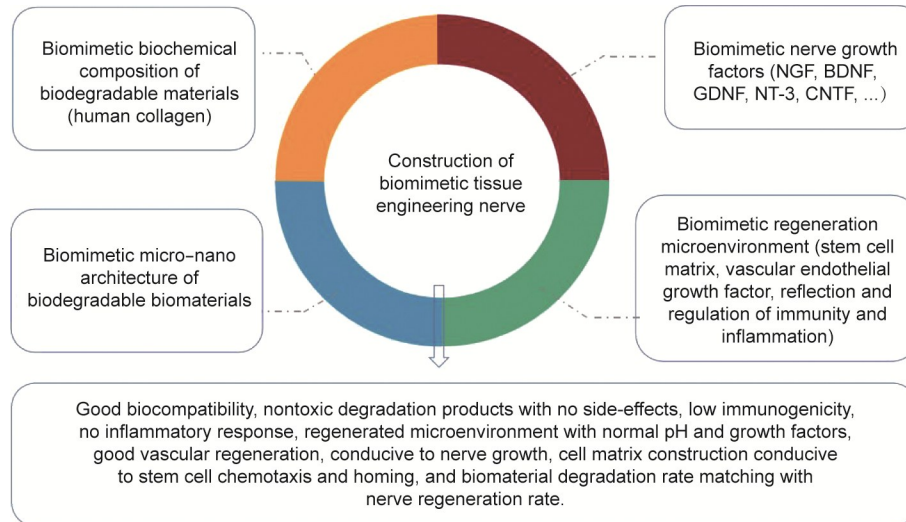 Biomimetic biochemical
composition of
biodegradable materials
(human collagen)
Biomimetic nerve growth
factors (NGF, BDNF,
GDNF, NT-3, CNTF, ...)
Construction of
biomimetic tissue
engineering nerve
Biomimetic micro–nano
architecture of
biodegradable biomaterials
Biomimetic regeneration
microenvironment (stem cell
matrix, vascular endothelial
growth factor, reflection and
regulation of immunity and
inflammation)
Good biocompatibility, nontoxic degradation products with no side-effects, low immunogenicity,
no inflammatory response, regenerated microenvironment with normal pH and growth factors,
good vascular regeneration, conducive to nerve growth, cell matrix construction conducive
to stem cell chemotaxis and homing, and biomaterial degradation rate matching with
nerve regeneration rate.